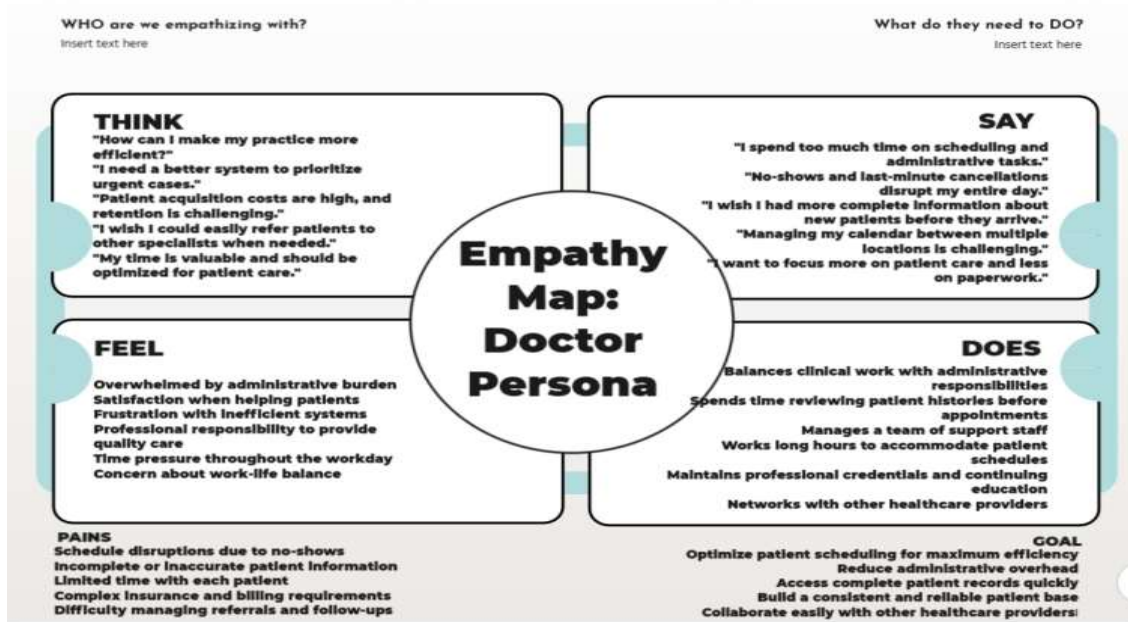 WHO are we empathizing with?
Insert text here
What do they need to DO?
Insert text here
THINK
"How can I make my practice more
efficient?"
"I need a better system to prioritize
urgent cases."
"Patient acquisition costs are high, and
retention is challenging."
"I wish I could easily refer patients to
other specialists when needed."
"My time is valuable and should be
optimized for patient care."
SAY
"I spend too much time on scheduling and
administrative tasks."
"No-shows and last-minute cancellations
disrupt my entire day."
"I wish I had more complete information about
new patients before they arrive."
"Managing my calendar between multiple
locations is challenging."
"I want to focus more on patient care and less
on paperwork."
Empathy
Map:
Doctor
Persona
FEEL
Overwhelmed by administrative burden
Satisfaction when helping patients
Frustration with inefficient systems
Professional responsibility to provide
quality care
Time pressure throughout the workday
Concern about work-life balance
DOES
Balances clinical work with administrative
responsibilities
Spends time reviewing patient histories before
appointments
Manages a team of support staff
Works long hours to accommodate patient
schedules
Maintains professional credentials and continuing
education
Networks with other healthcare providers
PAINS
Schedule disruptions due to no-shows
Incomplete or inaccurate patient information
Limited time with each patient
Complex insurance and billing requirements
Difficulty managing referrals and follow-ups
GOAL
Optimize patient scheduling for maximum efficiency
Reduce administrative overhead
Access complete patient records quickly
Build a consistent and reliable patient base
Collaborate easily with other healthcare providers